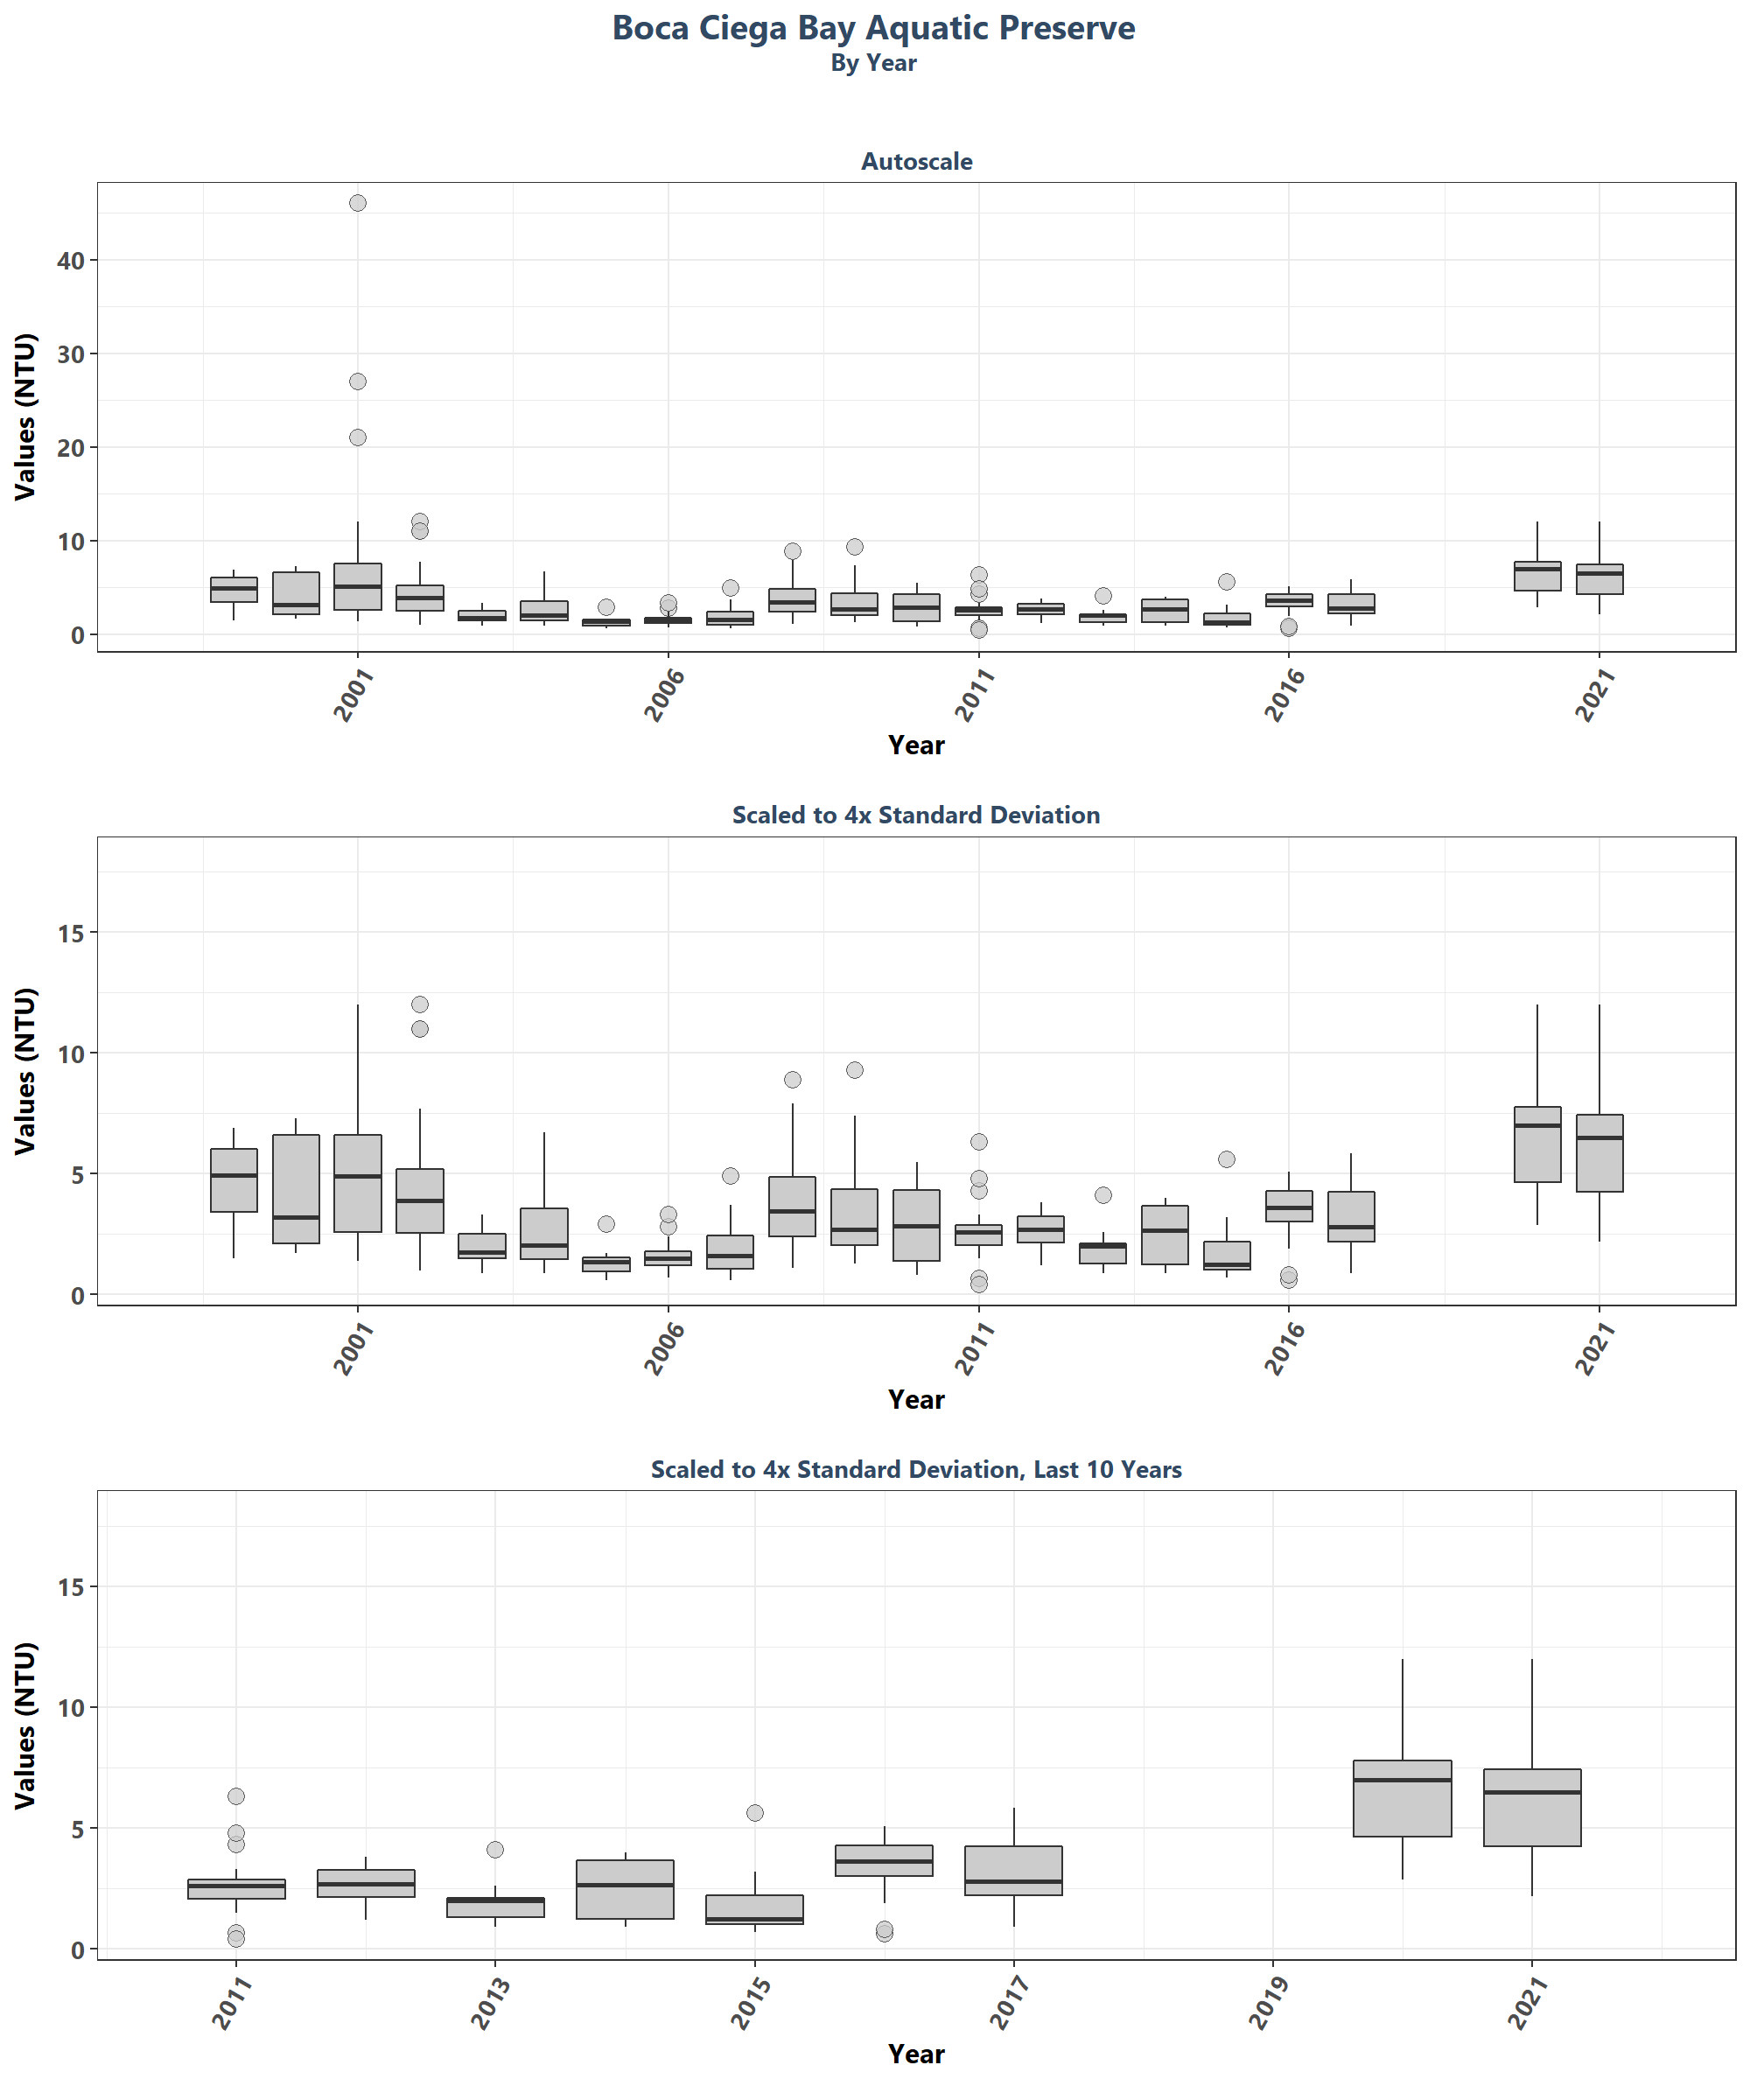 Boca Ciega Bay Aquatic Preserve
By Year
Autoscale
Values (NTU)
40
30
20
10
0
2001 2006 2011 2016 2021
Year
Scaled to 4x Standard Deviation
Values (NTU)
15
10
5
0
2001 2006 2011 2016 2021
Year
Scaled to 4x Standard Deviation, Last 10 Years
Values (NTU)
15
10
5
0
2011 2013 2015 2017 2019 2021
Year